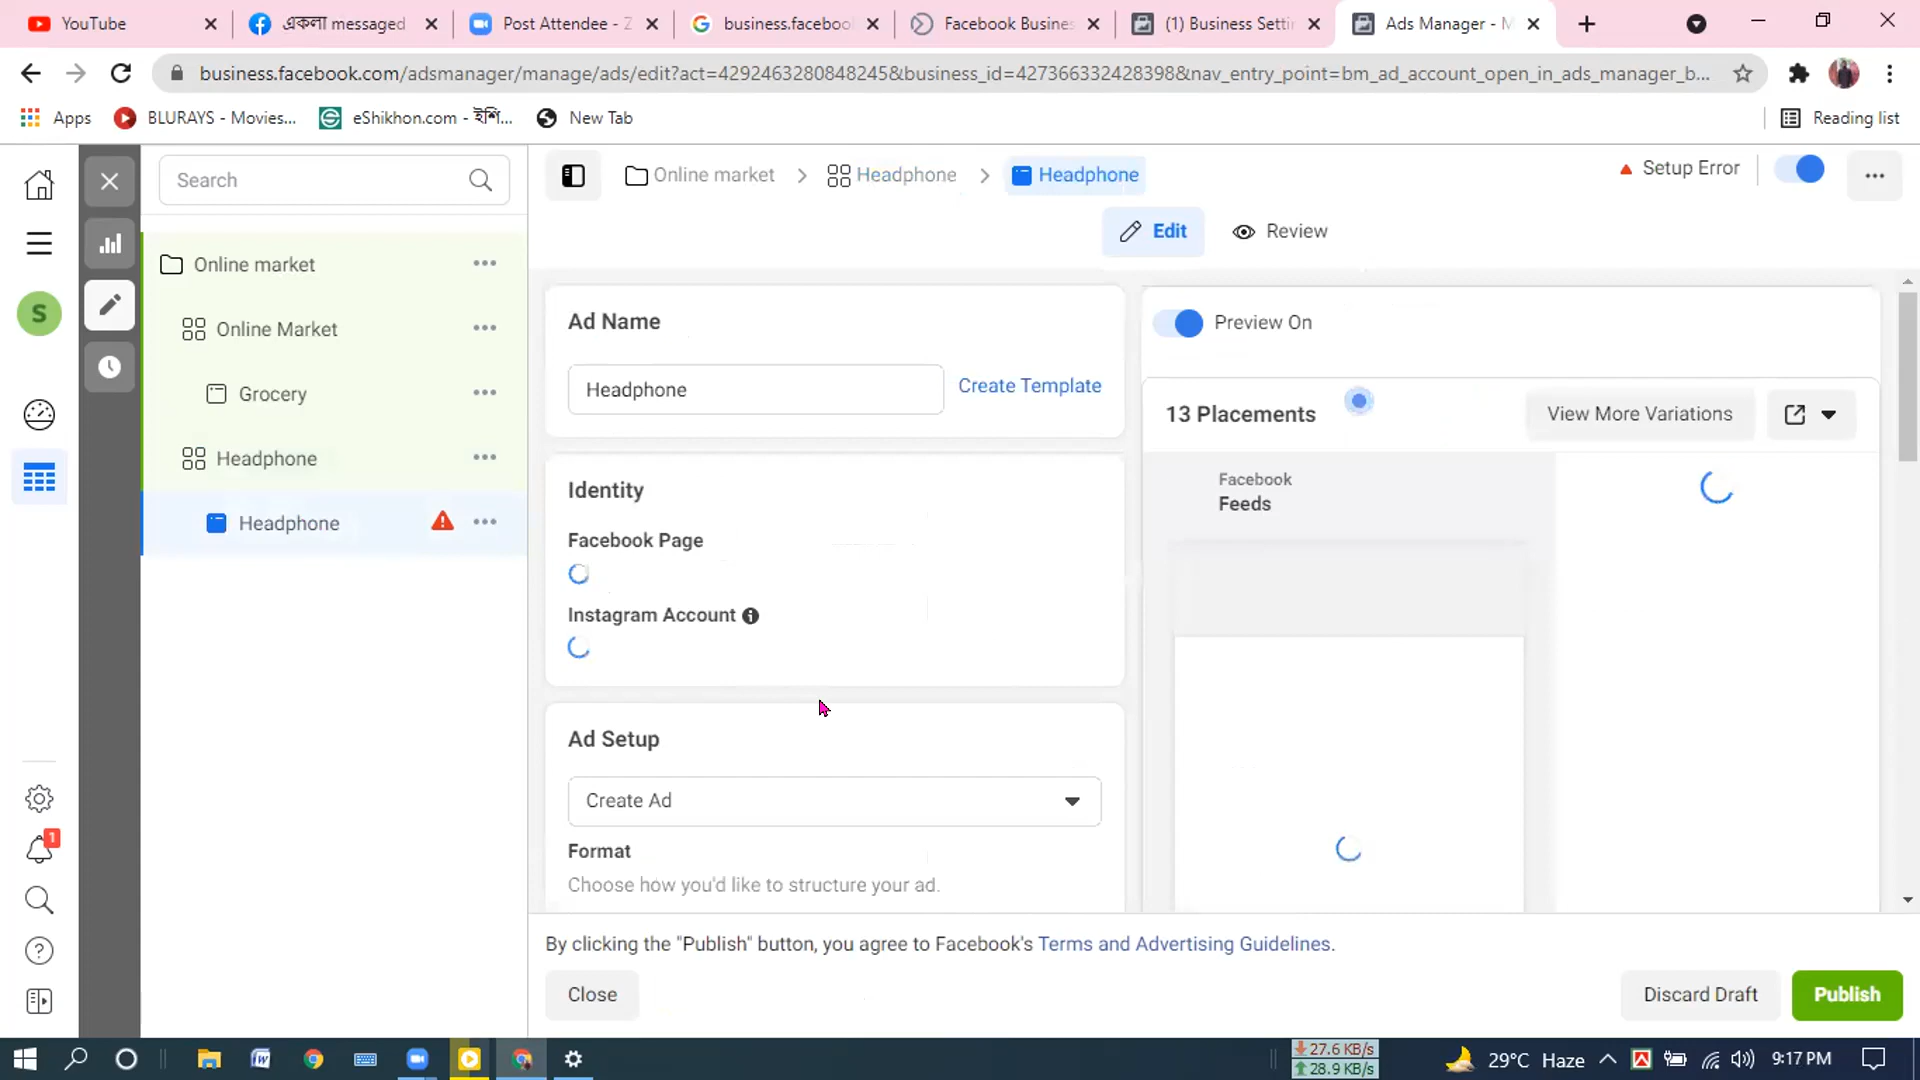 YouTube
একলা messaged
Post Attendee - Z
business.facebook
Facebook Busines
(1) Business Setti
Ads Manager - M
business.facebook.com/adsmanager/manage/ads/edit?act=4292463280848245&business_id=427366332428398&nav_entry_point=bm_ad_account_open_in_ads_manager_b...
Apps
BLURAYS - Movies...
eShikhon.com - ইশি...
New Tab
Reading list
Search
Online market
Headphone
Headphone
Setup Error
Edit
Review
S
Online market
Online Market
Grocery
Headphone
Headphone
Ad Name
Headphone
Create Template
Identity
Facebook Page
Instagram Account
Ad Setup
Create Ad
Format
Choose how you'd like to structure your ad.
Preview On
13 Placements
View More Variations
Facebook
Feeds
1
By clicking the "Publish" button, you agree to Facebook's Terms and Advertising Guidelines.
Close
Discard Draft
Publish
27.6 KB/s
28.9 KB/s
29°C Haze
9:17 PM